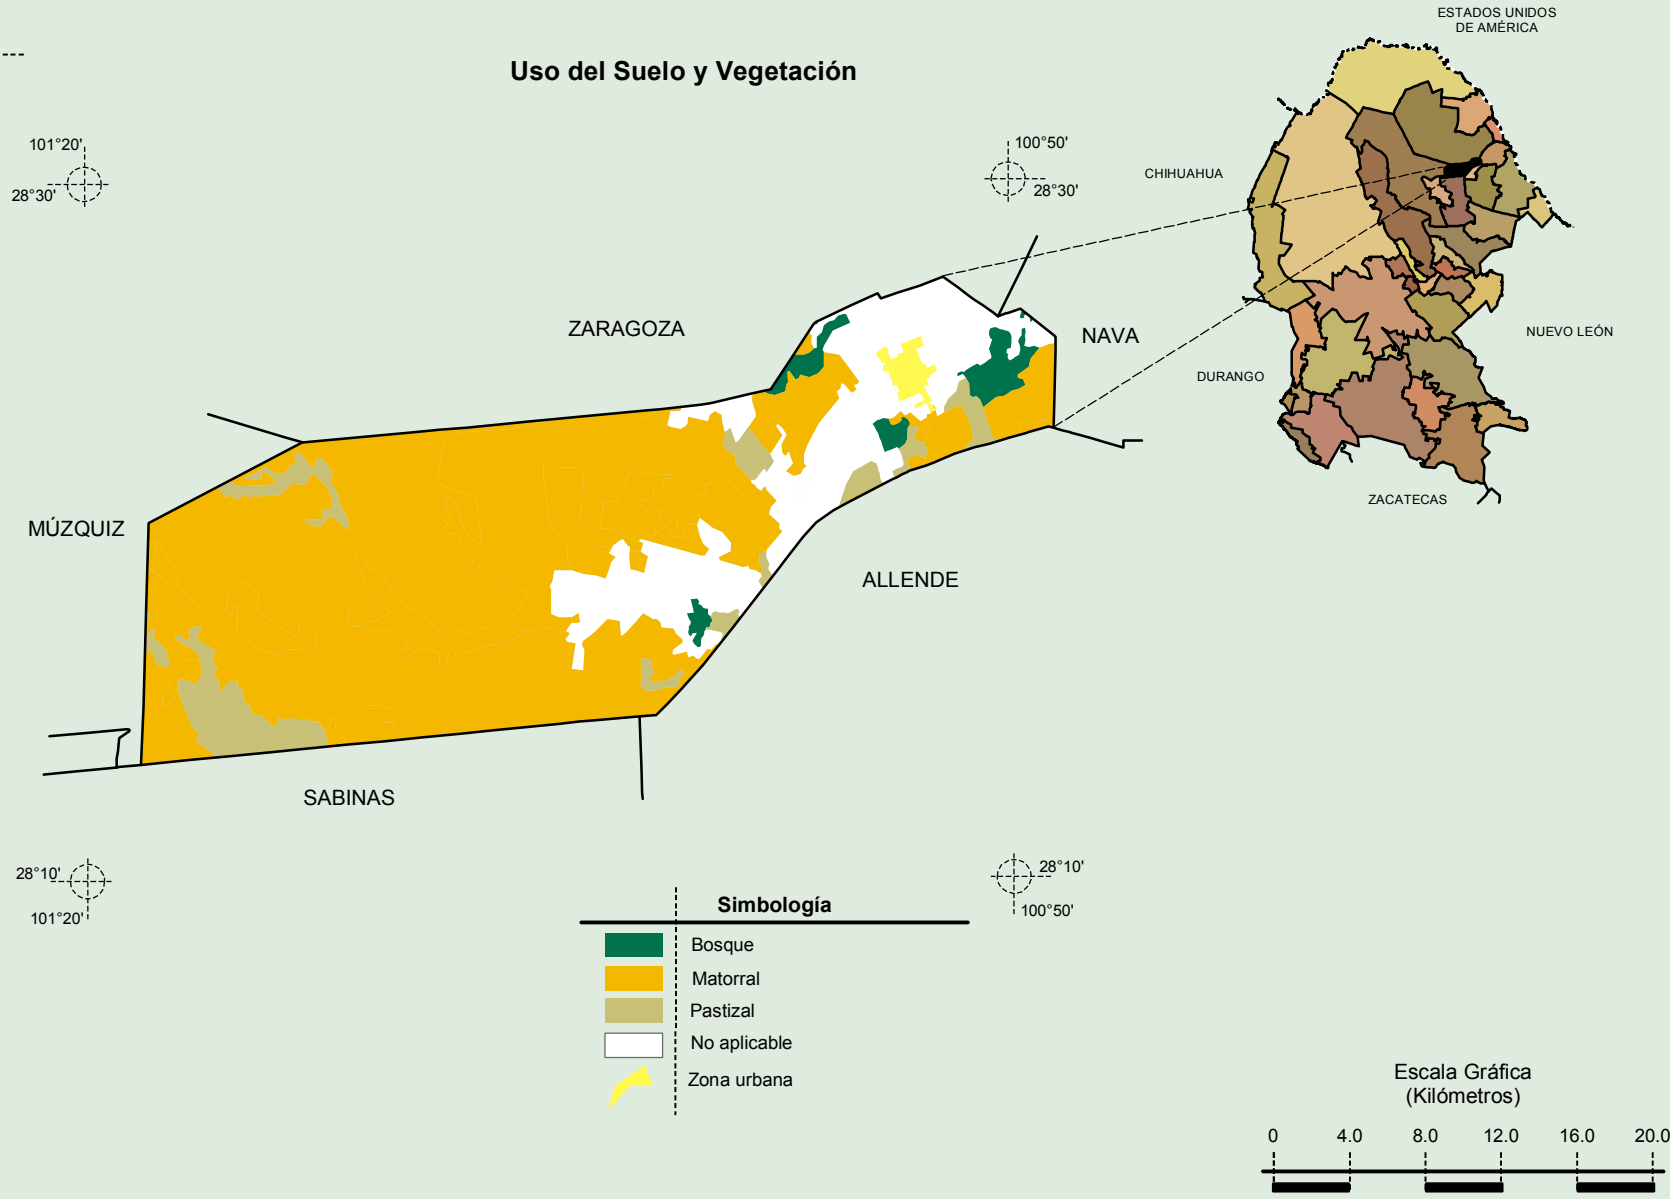 ESTADOS UNIDOS
DE AMÉRICA
Uso del Suelo y Vegetación
101°20'
28°30'
100°50'
28°30'
CHIHUAHUA
ZARAGOZA
NAVA
NUEVO LEÓN
DURANGO
ZACATECAS
MÚZQUIZ
ALLENDE
SABINAS
28°10'
101°20'
28°10'
100°50'
Simbología
Bosque
Matorral
Pastizal
No aplicable
Zona urbana
Escala Gráfica
(Kilómetros)
0 4.0 8.0 12.0 16.0 20.0